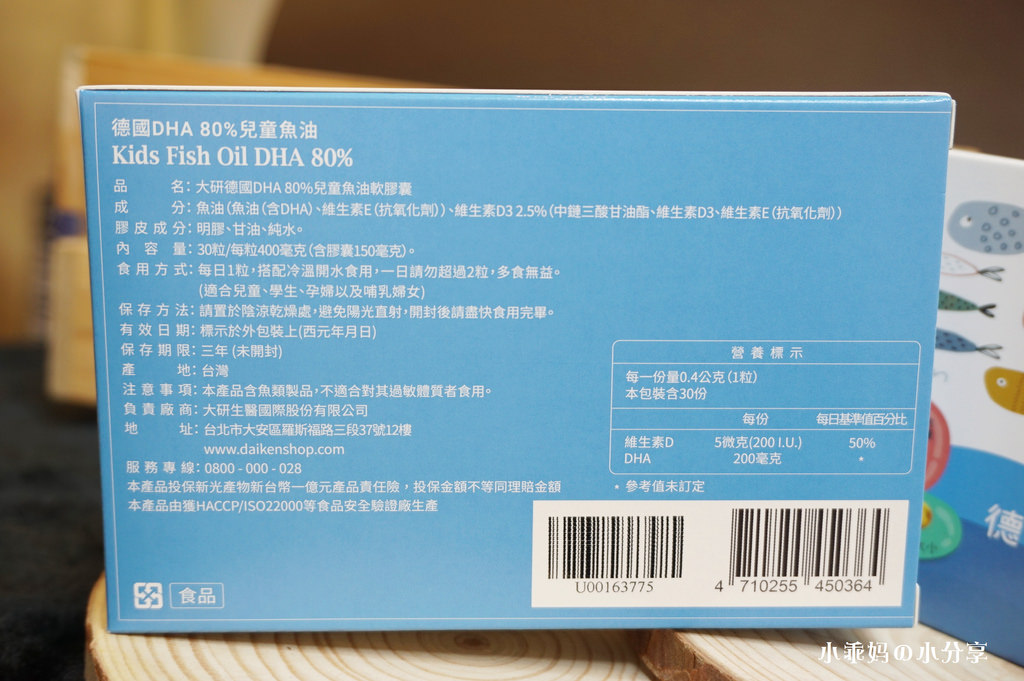 德國DHA 80%兒童魚油
Kids Fish Oil DHA 80%
品名：大研德國DHA 80%兒童魚油軟膠囊
成分：魚油(魚油(含DHA)、維生素E(抗氧化劑))、維生素D3 2.5%(中鏈三酸甘油酯、維生素D3、維生素E(抗氧化劑))
膠皮成分：明膠、甘油、純水。
內容量：30粒/每粒400毫克(含膠囊150毫克)。
食用方式：每日1粒，搭配冷溫開水食用，一日請勿超過2粒，多食無益。
(適合兒童、學生、孕婦以及哺乳婦女)
保存方法：請置於陰涼乾燥處，避免陽光直射，開封後請盡快食用完畢。
有效日期：標示於外包裝上(西元年月日)
保存期限：三年 (未開封)
產地：台灣
注意事項：本產品含魚類製品，不適合對其過敏體質者食用。
負責廠商：大研生醫國際股份有限公司
地址：台北市大安區羅斯福路三段37號12樓
www.daikenshop.com
服務專線：0800 - 000 - 028
本產品投保新光產物新台幣一億元產品責任險，投保金額不等同理賠金額
本產品由獲HACCP/ISO22000等食品安全驗證廠生產
食品
營養標示
每一份量0.4公克(1粒)
本包裝含30份
每份 每日基準值百分比
維生素D 5微克(200 I.U.) 50%
DHA 200毫克 *
* 參考值未訂定
U00163775
4 710255 450364
德
小乖妈の小分享